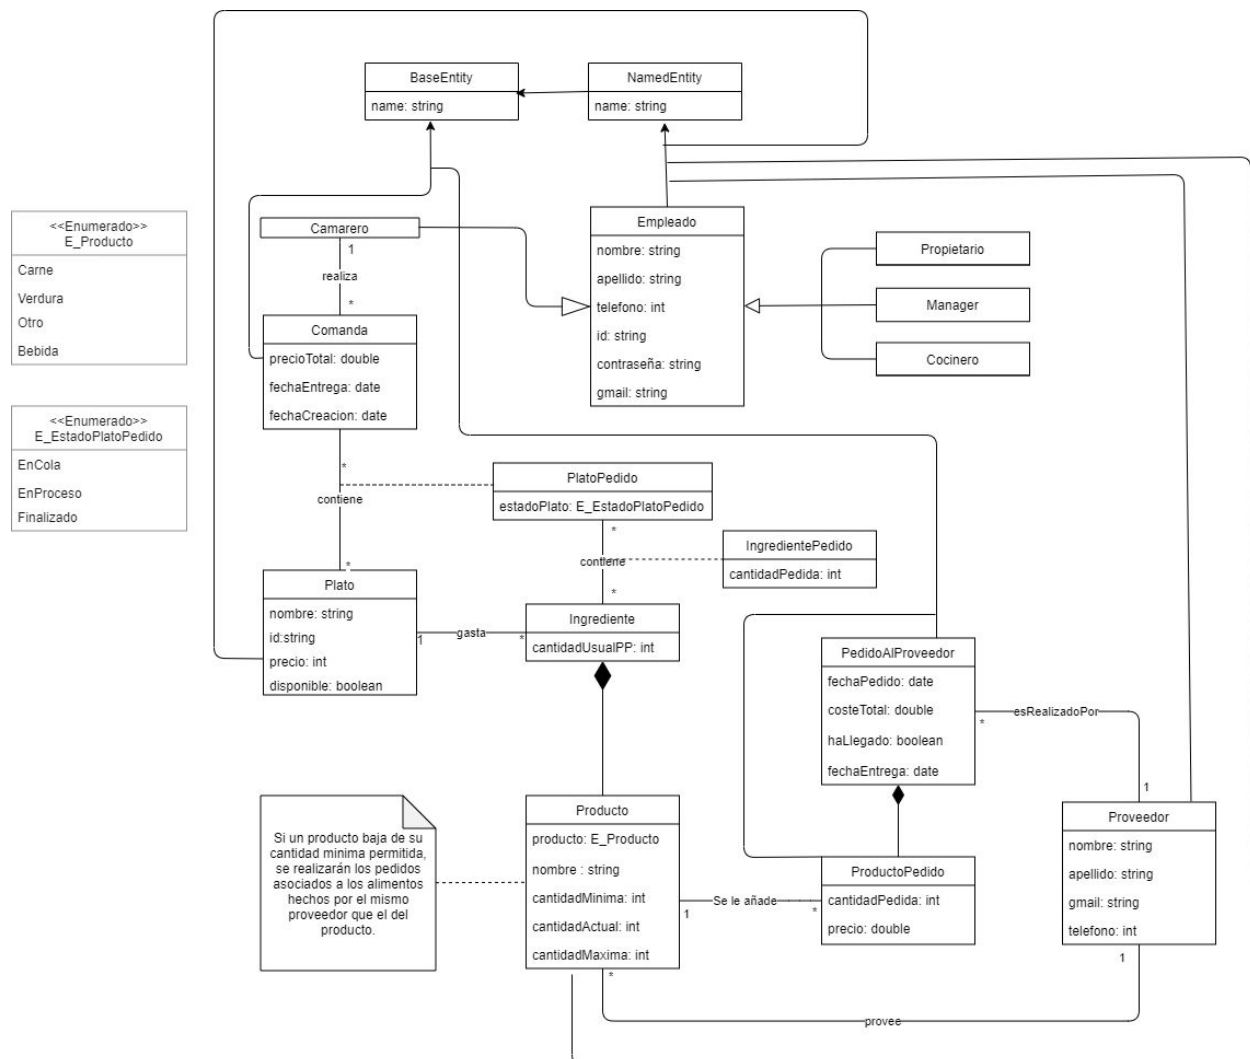 BaseEntity
name: string
NamedEntity
name: string
<<Enumerado>>
E_Producto
Carne
Verdura
Otro
Bebida
<<Enumerado>>
E_EstadoPlatoPedido
EnCola
EnProceso
Finalizado
Camarero
1
realiza
*
Comanda
precioTotal: double
fechaEntrega: date
fechaCreacion: date
Empleado
nombre: string
apellido: string
telefono: int
id: string
contraseña: string
gmail: string
Propietario
Manager
Cocinero
*
contiene
*
PlatoPedido
estadoPlato: E_EstadoPlatoPedido
*
contiene
*
IngredientePedido
cantidadPedida: int
Plato
nombre: string
id:string
precio: int
disponible: boolean
1
gasta
*
Ingrediente
cantidadUsualPP: int
PedidoAlProveedor
fechaPedido: date
costeTotal: double
haLlegado: boolean
fechaEntrega: date
*
esRealizadoPor
1
Si un producto baja de su
cantidad minima permitida,
se realizarán los pedidos
asociados a los alimentos
hechos por el mismo
proveedor que el del
producto.
Producto
producto: E_Producto
nombre : string
cantidadMinima: int
cantidadActual: int
cantidadMaxima: int
1
Se le añade
*
ProductoPedido
cantidadPedida: int
precio: double
Proveedor
nombre: string
apellido: string
gmail: string
telefono: int
1
*
provee